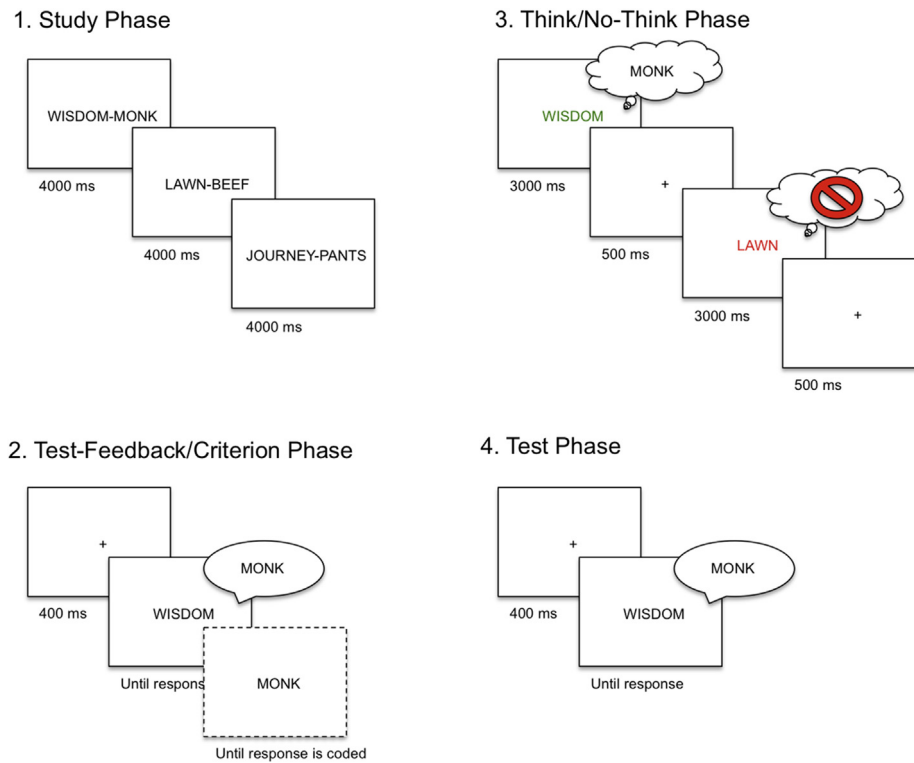 1. Study Phase
WISDOM-MONK
4000 ms
LAWN-BEEF
4000 ms
JOURNEY-PANTS
4000 ms
3. Think/No-Think Phase
MONK
WISDOM
3000 ms
+
500 ms
LAWN
3000 ms
+
500 ms
2. Test-Feedback/Criterion Phase
+
400 ms
MONK
WISDOM
Until respons
MONK
Until response is coded
4. Test Phase
+
400 ms
MONK
WISDOM
Until response